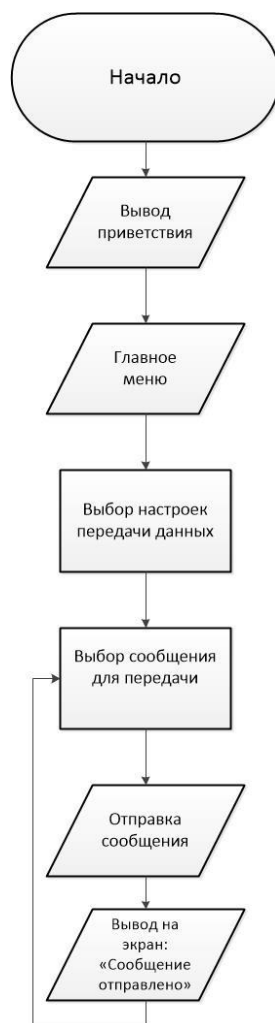 Начало
Вывод
приветствия
Главное
меню
Выбор настроек
передачи данных
Выбор сообщения
для передачи
Отправка
сообщения
Вывод на
экран:
«Сообщение
отправлено»